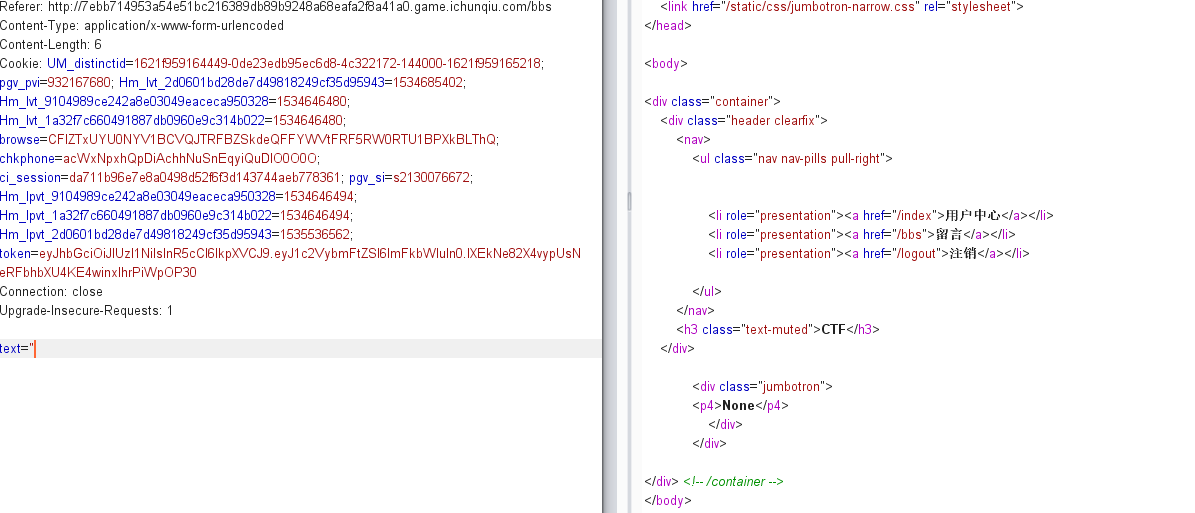 Referer: http://7ebb714953a54e51bc216389db89b9248a68eafa2f8a41a0.game.ichunqiu.com/bbs
Content-Type: application/x-www-form-urlencoded
Content-Length: 6
Cookie: UM_distinctid=1621f959164449-0de23edb95ec6d8-4c322172-144000-1621f959165218;
pgv_pvi=932167680; Hm_lvt_2d0601bd28de7d49818249cf35d95943=1534685402;
Hm_lvt_9104989ce242a8e03049eaceca950328=1534646480;
Hm_lvt_1a32f7c660491887db0960e9c314b022=1534646480;
browse=CFlZTxUYU0NYV1BCVQJTRFBZSkdeQFFYWVtFRF5RW0RTU1BPXkBLThQ;
chkphone=acWxNpxhQpDiAchhNuSnEqyiQuDIO0O0O;
ci_session=da711b96e7e8a0498d52f6f3d143744aeb778361; pgv_si=s2130076672;
Hm_lpvt_9104989ce242a8e03049eaceca950328=1534646494;
Hm_lpvt_1a32f7c660491887db0960e9c314b022=1534646494;
Hm_lpvt_2d0601bd28de7d49818249cf35d95943=1535536562;
token=eyJhbGciOiJIUzI1NiIsInR5cCI6IkpXVCJ9.eyJ1c2VybmFtZSI6ImFkbWluIn0.IXEkNe82X4vypUsN
eRFbhbXU4KE4winxIhrPiWpOP30
Connection: close
Upgrade-Insecure-Requests: 1
text="
<link href="/static/css/jumbotron-narrow.css" rel="stylesheet">
</head>
<body>
<div class="container">
<div class="header clearfix">
<nav>
<ul class="nav nav-pills pull-right">
<li role="presentation"><a href="/index">用户中心</a></li>
<li role="presentation"><a href="/bbs">留言</a></li>
<li role="presentation"><a href="/logout">注销</a></li>
</ul>
</nav>
<h3 class="text-muted">CTF</h3>
</div>
<div class="jumbotron">
<p4>None</p4>
</div>
</div>
</div> <!-- /container -->
</body>